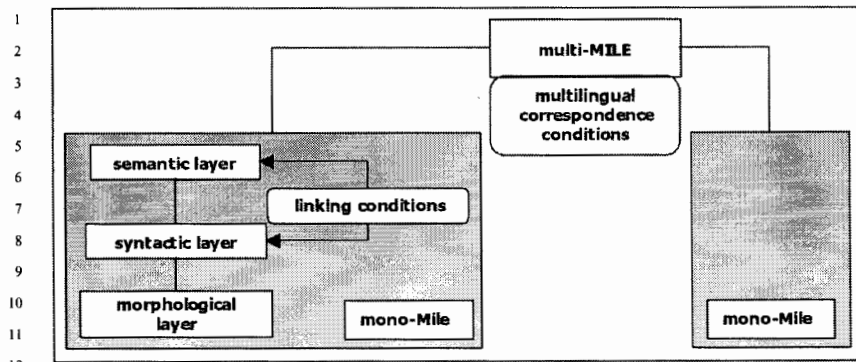 1
2
3
4
5
6
7
8
9
10
11
multi-MILE
multilingual
correspondence
conditions
semantic layer
linking conditions
syntactic layer
morphological
layer
mono-Mile
mono-Mile